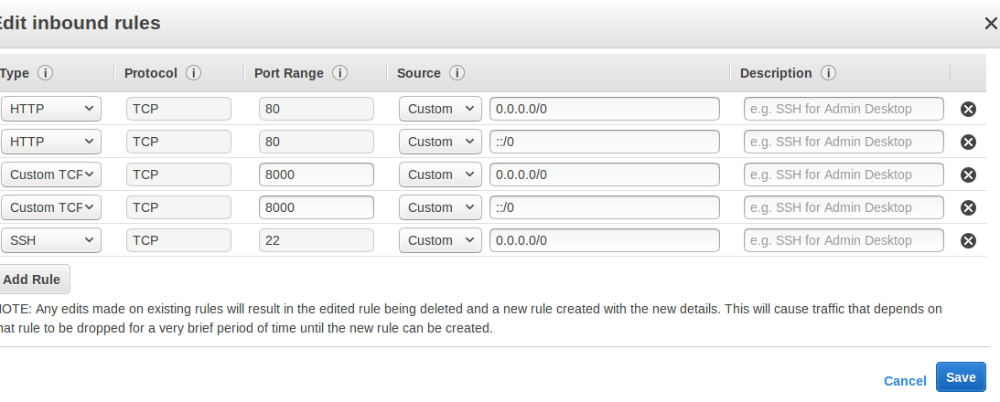 Edit inbound rules
Type Protocol Port Range Source Description
HTTP TCP 80 Custom 0.0.0.0/0 e.g. SSH for Admin Desktop
HTTP TCP 80 Custom ::/0 e.g. SSH for Admin Desktop
Custom TCP TCP 8000 Custom 0.0.0.0/0 e.g. SSH for Admin Desktop
Custom TCP TCP 8000 Custom ::/0 e.g. SSH for Admin Desktop
SSH TCP 22 Custom 0.0.0.0/0 e.g. SSH for Admin Desktop
Add Rule
NOTE: Any edits made on existing rules will result in the edited rule being deleted and a new rule created with the new details. This will cause traffic that depends on
that rule to be dropped for a very brief period of time until the new rule can be created.
Cancel Save